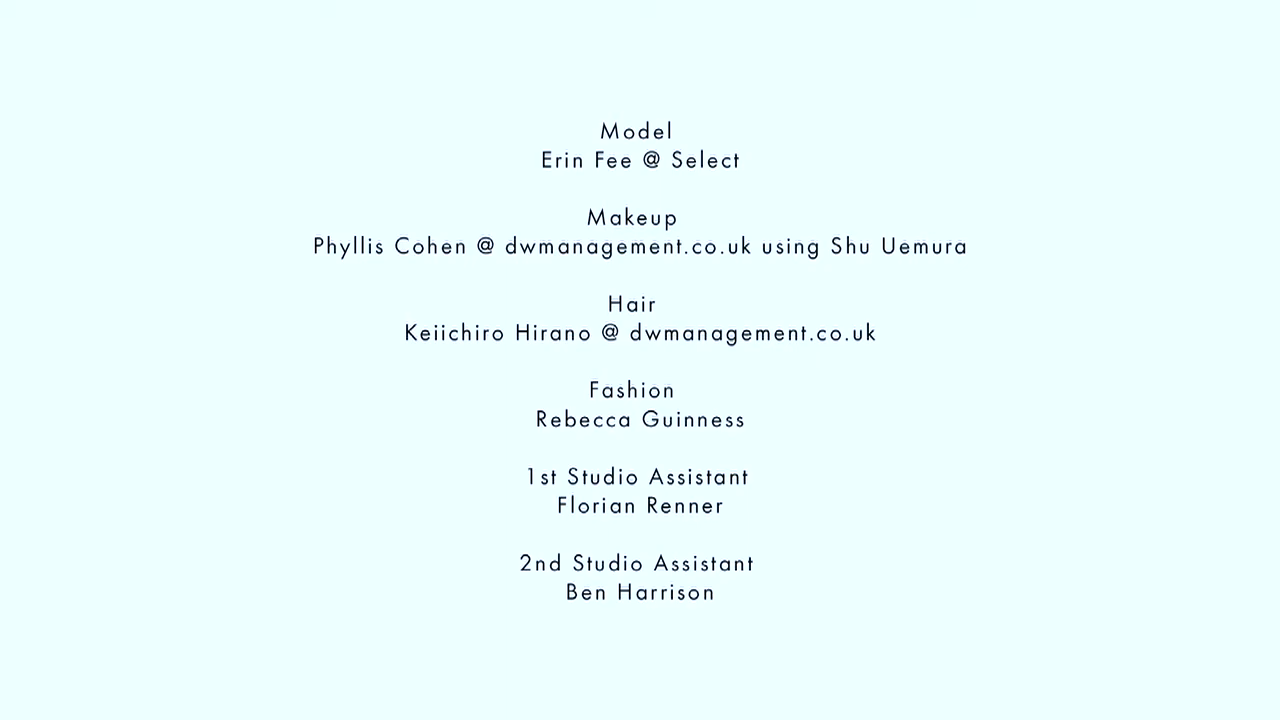 Model
Erin Fee @ Select
Makeup
Phyllis Cohen @ dwmanagement.co.uk using Shu Uemura
Hair
Keiichiro Hirano @ dwmanagement.co.uk
Fashion
Rebecca Guinness
1st Studio Assistant
Florian Renner
2nd Studio Assistant
Ben Harrison